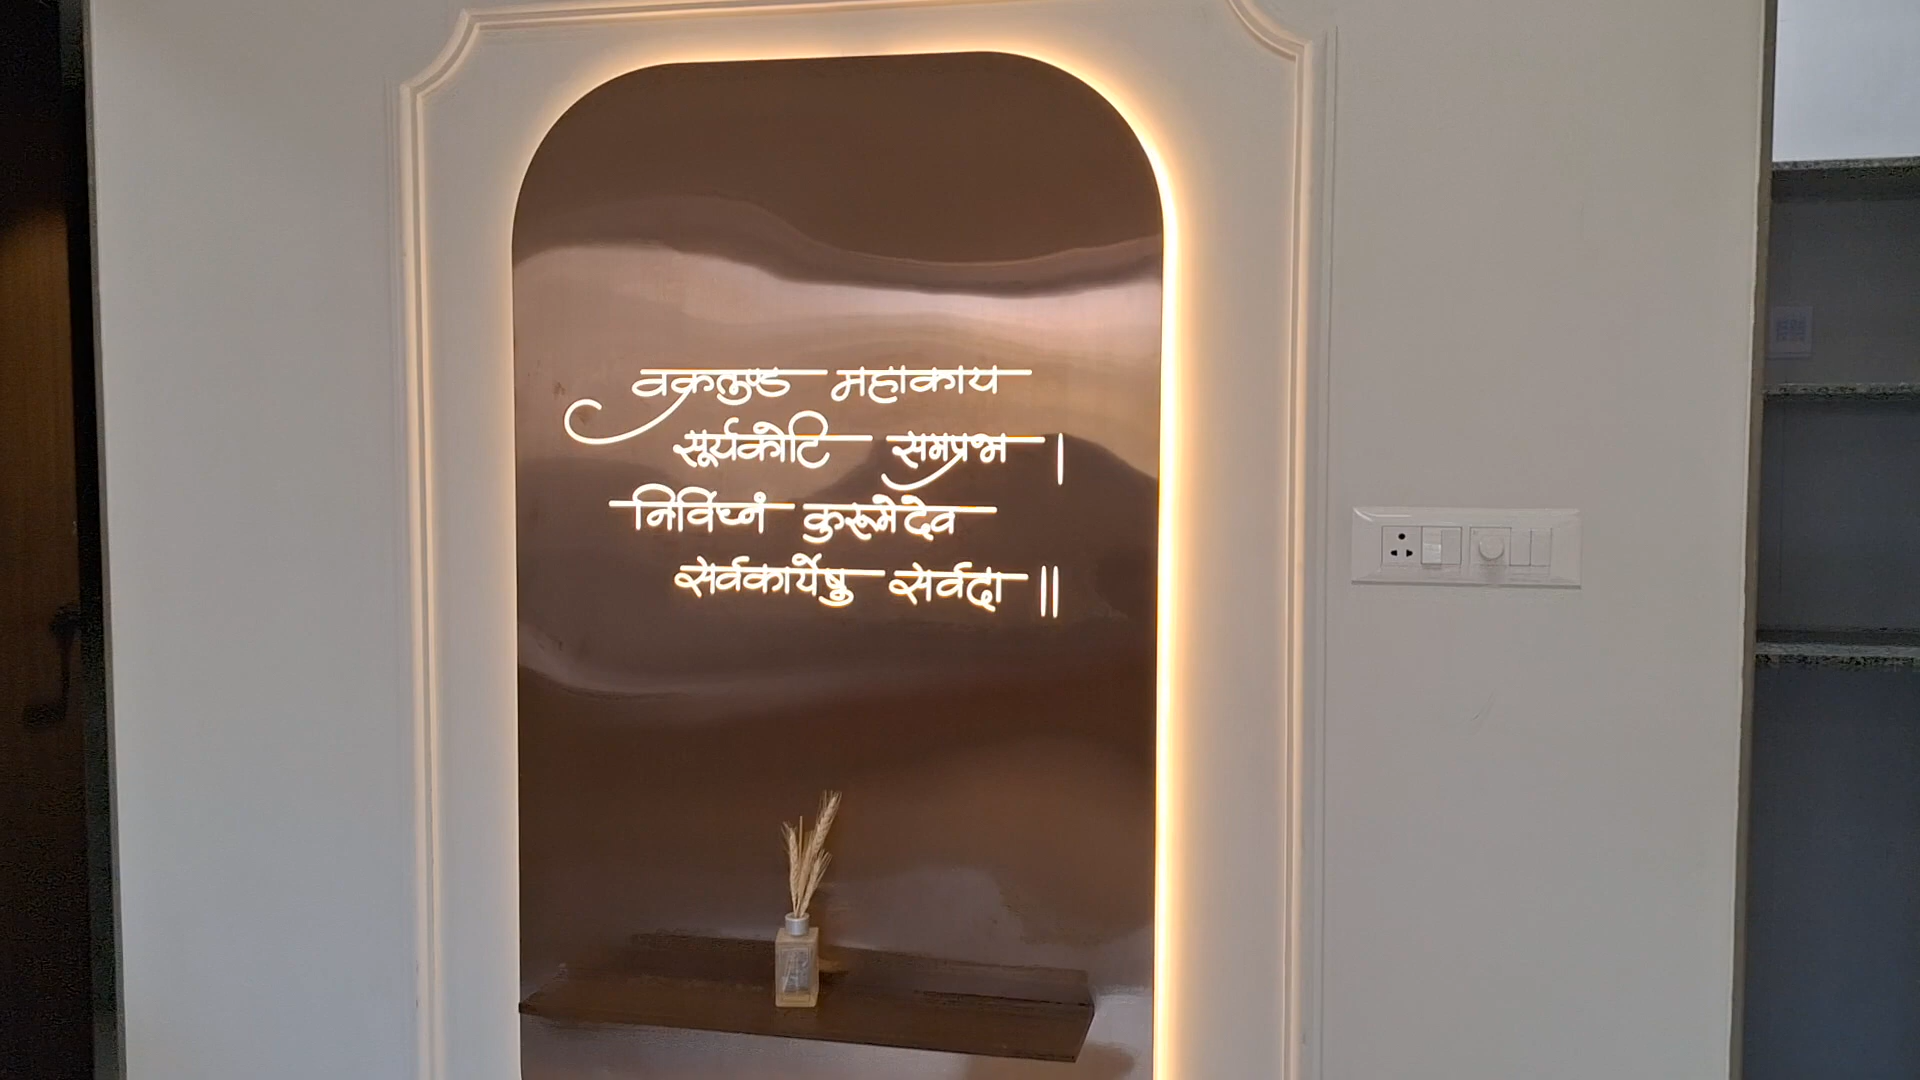 वक्रतुण्ड महाकाय
सूर्यकोटि समप्रभ |
निर्विघ्नं कुरूमेदेव
सर्वकार्येषु सर्वदा ||